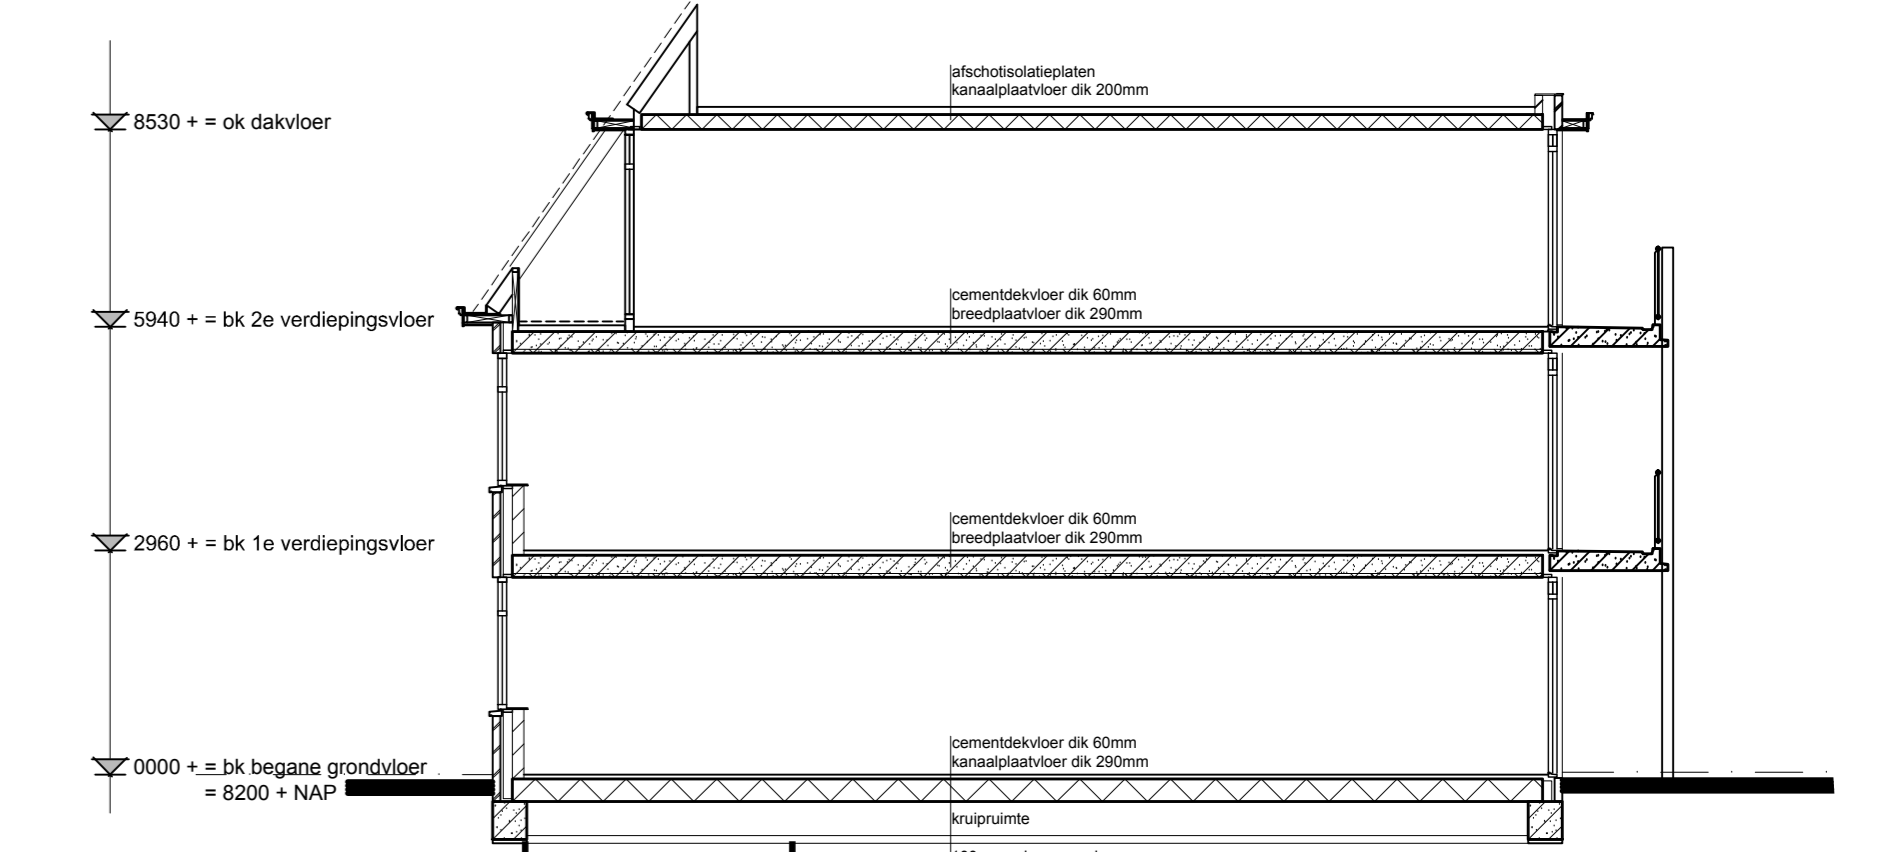 afschotisolatieplaten
kanaalplaatvloer dik 200mm
8530 + = ok dakvloer
cementdekvloer dik 60mm
breedplaatvloer dik 290mm
5940 + = bk 2e verdiepingsvloer
cementdekvloer dik 60mm
breedplaatvloer dik 290mm
2960 + = bk 1e verdiepingsvloer
cementdekvloer dik 60mm
kanaalplaatvloer dik 290mm
0000 + = bk begane grondvloer
= 8200 + NAP
kruipruimte